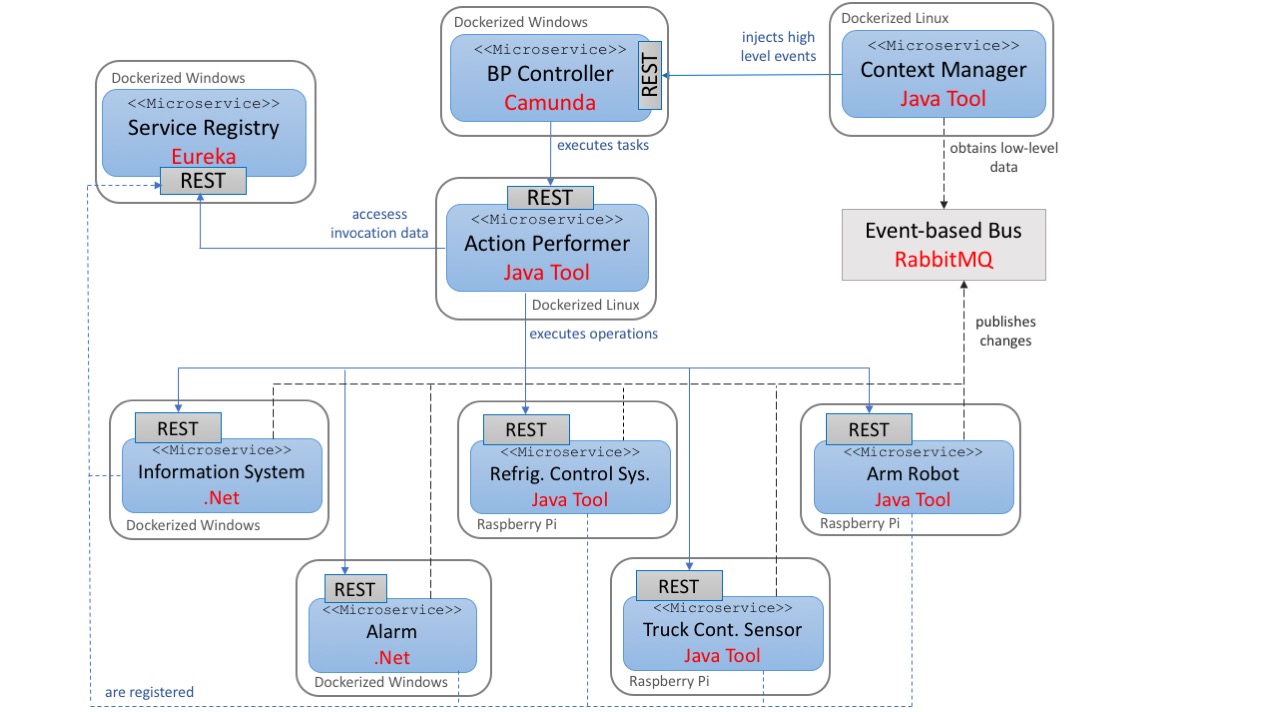 Dockerized Windows
<<Microservice>>
BP Controller
Camunda
REST
injects high
level events
Dockerized Linux
<<Microservice>>
Context Manager
Java Tool
Dockerized Windows
<<Microservice>>
Service Registry
Eureka
REST
executes tasks
obtains low-level
data
REST
<<Microservice>>
Action Performer
Java Tool
Dockerized Linux
accesess
invocation data
Event-based Bus
RabbitMQ
executes operations
publishes
changes
REST
<<Microservice>>
Information System
.Net
Dockerized Windows
REST
<<Microservice>>
Refrig. Control Sys.
Java Tool
Raspberry Pi
REST
<<Microservice>>
Arm Robot
Java Tool
Raspberry Pi
REST
<<Microservice>>
Alarm
.Net
Dockerized Windows
REST
<<Microservice>>
Truck Cont. Sensor
Java Tool
Raspberry Pi
are registered